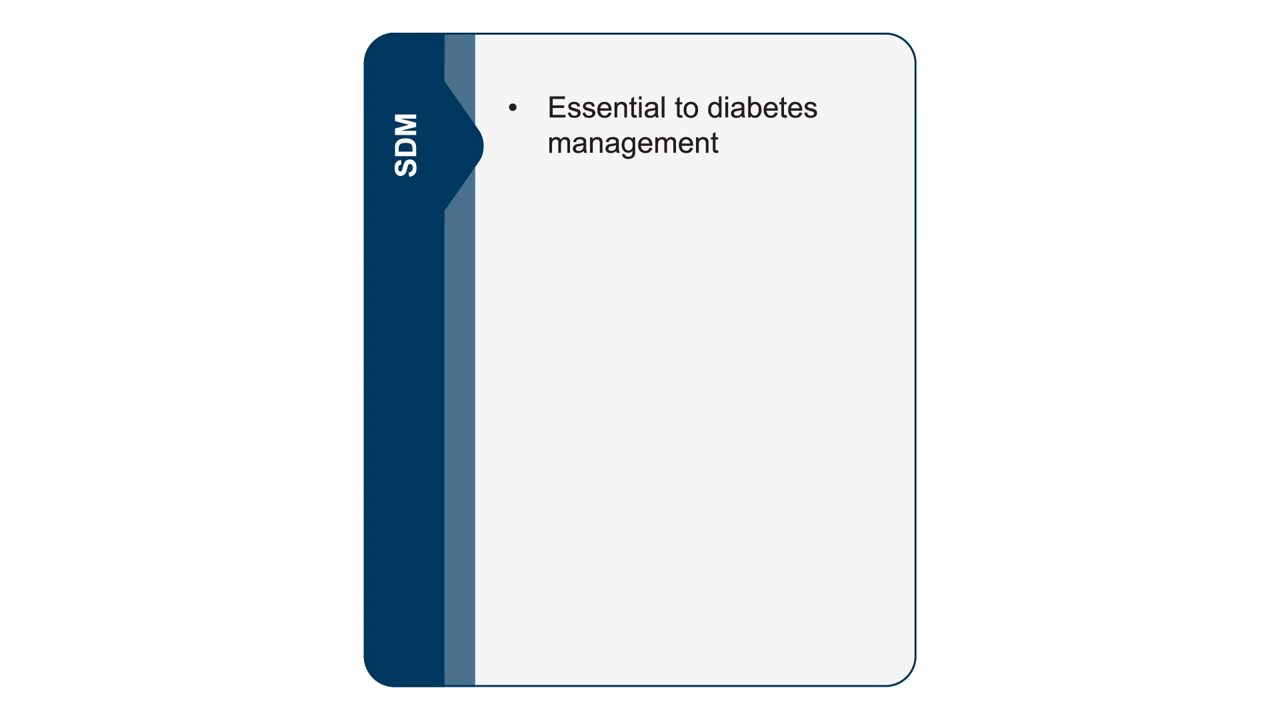 SDM
• Essential to diabetes
management